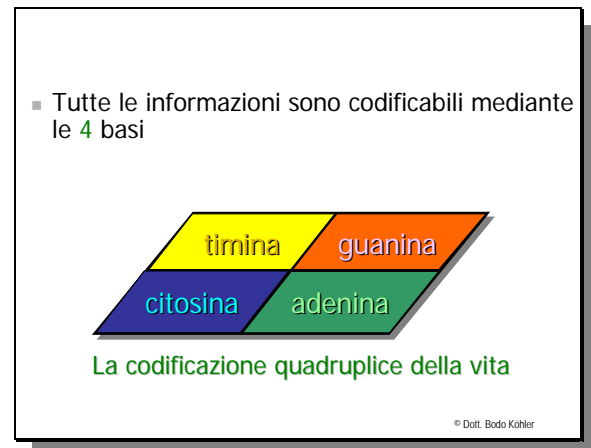 Tutte le informazioni sono codificabili mediante
le 4 basi
timina guanina
citosina adenina
La codificazione quadruplice della vita
© Dott. Bodo Köhler